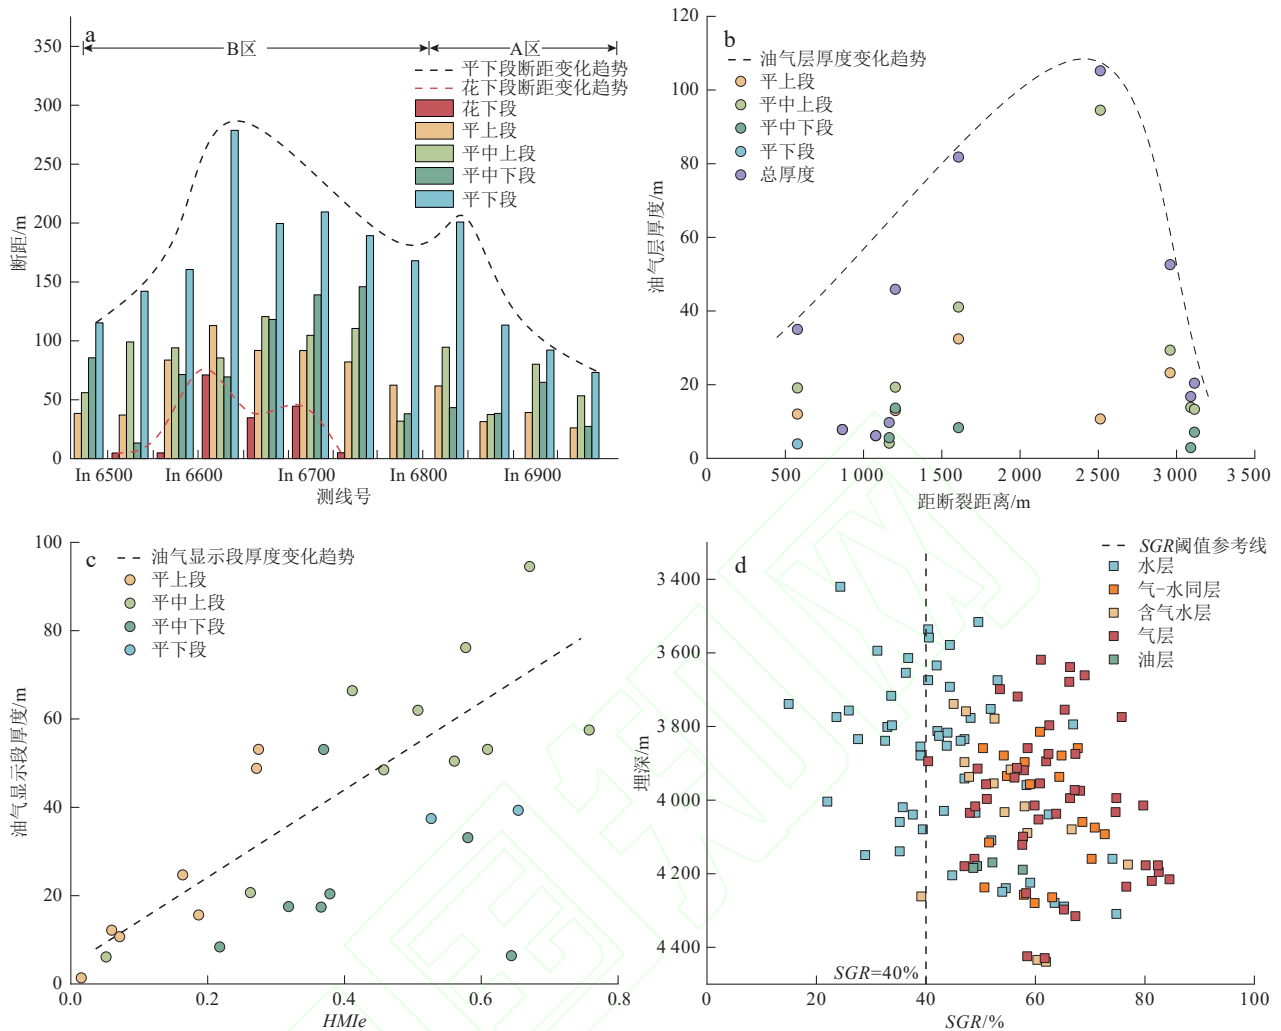 a
B区
A区
平下段断距变化趋势
花下段断距变化趋势
花下段
平上段
平中上段
平中下段
平下段
350
300
250
200
150
100
50
0
断距/m
In 6500
In 6600
In 6700
In 6800
In 6900
测线号
b
油气层厚度变化趋势
平上段
平中上段
平中下段
平下段
总厚度
120
100
80
60
40
20
0
油气层厚度/m
0
500
1 000
1 500
2 000
2 500
3 000
3 500
距断裂距离/m
c
油气显示段厚度变化趋势
平上段
平中上段
平中下段
平下段
100
80
60
40
20
0
油气显示段厚度/m
0.0
0.2
0.4
0.6
0.8
HMIe
d
SGR阈值参考线
水层
气-水同层
含气水层
气层
油层
3 400
3 600
3 800
4 000
4 200
4 400
埋深/m
SGR=40%
0
20
40
60
80
100
SGR/%